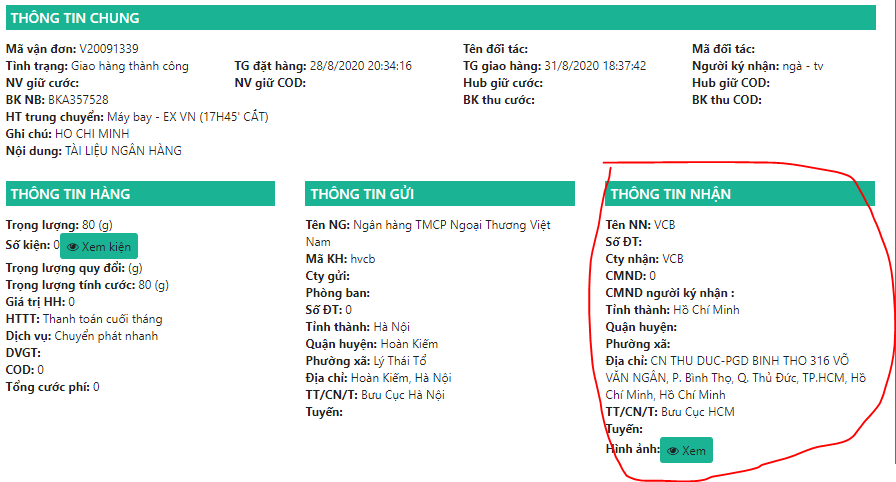 THÔNG TIN CHUNG
Mã vận đơn: V20091339
Tên đối tác:
Mã đối tác:
Tình trạng: Giao hàng thành công
TG đặt hàng: 28/8/2020 20:34:16
TG giao hàng: 31/8/2020 18:37:42
Người ký nhận: ngà - tv
NV giữ cước:
NV giữ COD:
Hub giữ cước:
Hub giữ COD:
BK NB: BKA357528
BK thu cước:
BK thu COD:
HT trung chuyển: Máy bay - EX VN (17H45' CẮT)
Ghi chú: HO CHI MINH
Nội dung: TÀI LIỆU NGÂN HÀNG
THÔNG TIN HÀNG
Trọng lượng: 80 (g)
Số kiện: 0 Xem kiện
Trọng lượng quy đổi: (g)
Trọng lượng tính cước: 80 (g)
Giá trị HH: 0
HTTT: Thanh toán cuối tháng
Dịch vụ: Chuyển phát nhanh
DVGT:
COD: 0
Tổng cước phí: 0
THÔNG TIN GỬI
Tên NG: Ngân hàng TMCP Ngoại Thương Việt
Nam
Mã KH: hvcb
Cty gửi:
Phòng ban:
Số ĐT: 0
Tỉnh thành: Hà Nội
Quận huyện: Hoàn Kiếm
Phường xã: Lý Thái Tổ
Địa chỉ: Hoàn Kiếm, Hà Nội
TT/CN/T: Bưu Cục Hà Nội
Tuyến:
THÔNG TIN NHẬN
Tên NN: VCB
Số ĐT:
Cty nhận: VCB
CMND: 0
CMND người ký nhận :
Tỉnh thành: Hồ Chí Minh
Quận huyện:
Phường xã:
Địa chỉ: CN THU DUC-PGD BINH THO 316 VÕ
VĂN NGÂN, P. Bình Thọ, Q. Thủ Đức, TP.HCM, Hồ
Chí Minh, Hồ Chí Minh
TT/CN/T: Bưu Cục HCM
Tuyến:
Hình ảnh: Xem